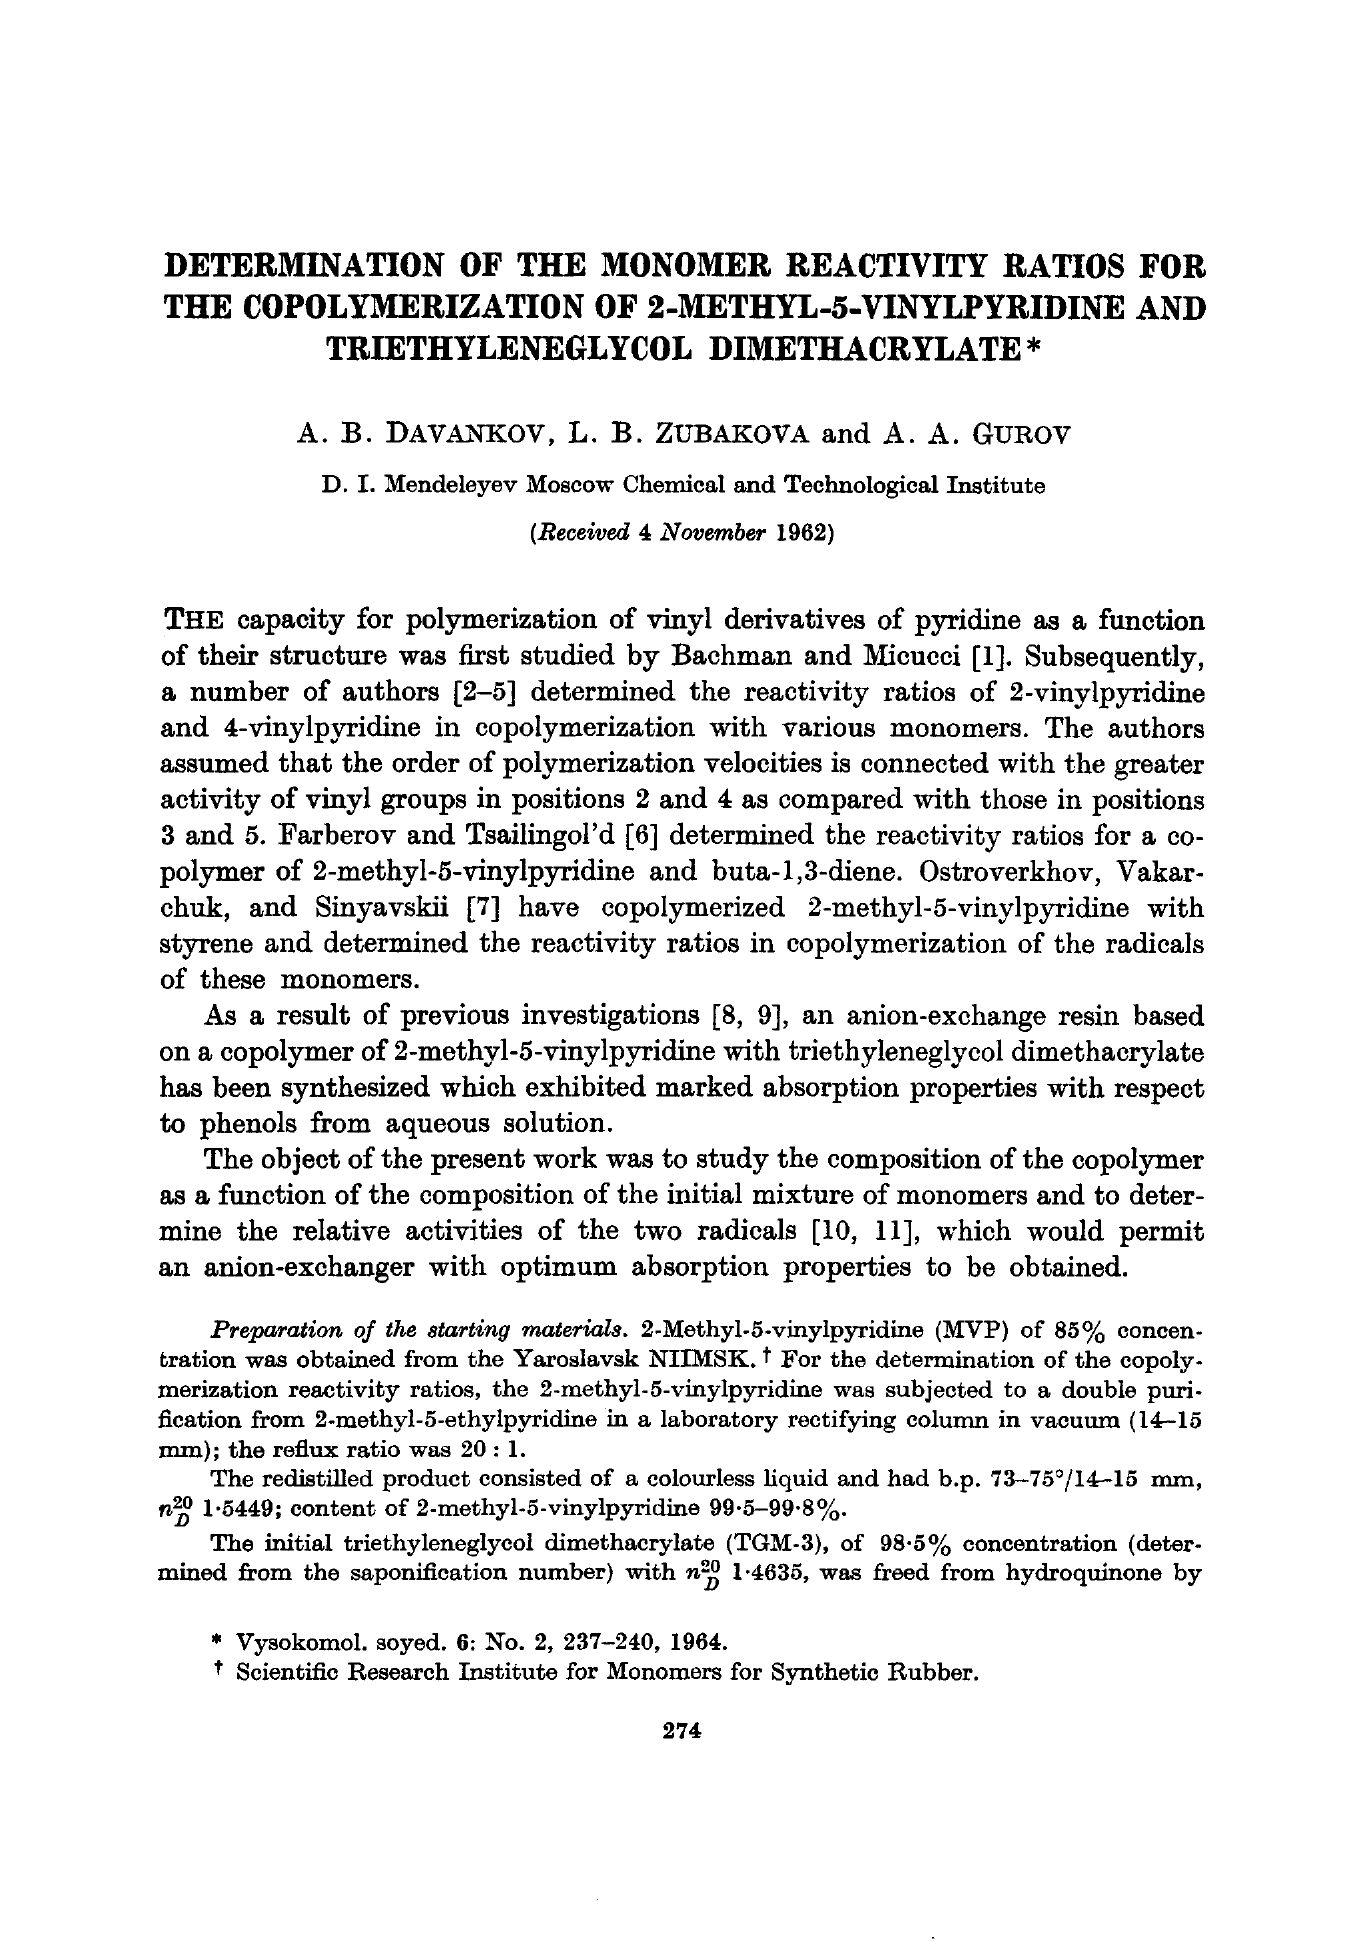 DETERMINATION OF THE MONOMER REACTIVITY RATIOS FOR
THE COPOLYMERIZATION OF 2-METHYL-5-VINYLPYRIDINE AND
TRIETHYLENEGLYCOL DIMETHACRYLATE*
A. B. DAVANKOV, L. B. ZUBAKOVA and A. A. GUROV
D. I. Mendeleyev Moscow Chemical and Technological Institute
(Received 4 November 1962)
THE capacity for polymerization of vinyl derivatives of pyridine as a function
of their structure was first studied by Bachman and Micucci [1]. Subsequently,
a number of authors [2–5] determined the reactivity ratios of 2-vinylpyridine
and 4-vinylpyridine in copolymerization with various monomers. The authors
assumed that the order of polymerization velocities is connected with the greater
activity of vinyl groups in positions 2 and 4 as compared with those in positions
3 and 5. Farberov and Tsailingol'd [6] determined the reactivity ratios for a co-
polymer of 2-methyl-5-vinylpyridine and buta-1,3-diene. Ostroverkhov, Vakar-
chuk, and Sinyavskii [7] have copolymerized 2-methyl-5-vinylpyridine with
styrene and determined the reactivity ratios in copolymerization of the radicals
of these monomers.
As a result of previous investigations [8, 9], an anion-exchange resin based
on a copolymer of 2-methyl-5-vinylpyridine with triethyleneglycol dimethacrylate
has been synthesized which exhibited marked absorption properties with respect
to phenols from aqueous solution.
The object of the present work was to study the composition of the copolymer
as a function of the composition of the initial mixture of monomers and to deter-
mine the relative activities of the two radicals [10, 11], which would permit
an anion-exchanger with optimum absorption properties to be obtained.
Preparation of the starting materials. 2-Methyl-5-vinylpyridine (MVP) of 85% concen-
tration was obtained from the Yaroslavsk NIIMSK.† For the determination of the copoly-
merization reactivity ratios, the 2-methyl-5-vinylpyridine was subjected to a double puri-
fication from 2-methyl-5-ethylpyridine in a laboratory rectifying column in vacuum (14–15
mm); the reflux ratio was 20 : 1.
The redistilled product consisted of a colourless liquid and had b.p. 73–75°/14–15 mm,
n20D 1·5449; content of 2-methyl-5-vinylpyridine 99·5–99·8%.
The initial triethyleneglycol dimethacrylate (TGM-3), of 98·5% concentration (deter-
mined from the saponification number) with n20D 1·4635, was freed from hydroquinone by
* Vysokomol. soyed. 6: No. 2, 237–240, 1964.
† Scientific Research Institute for Monomers for Synthetic Rubber.
274